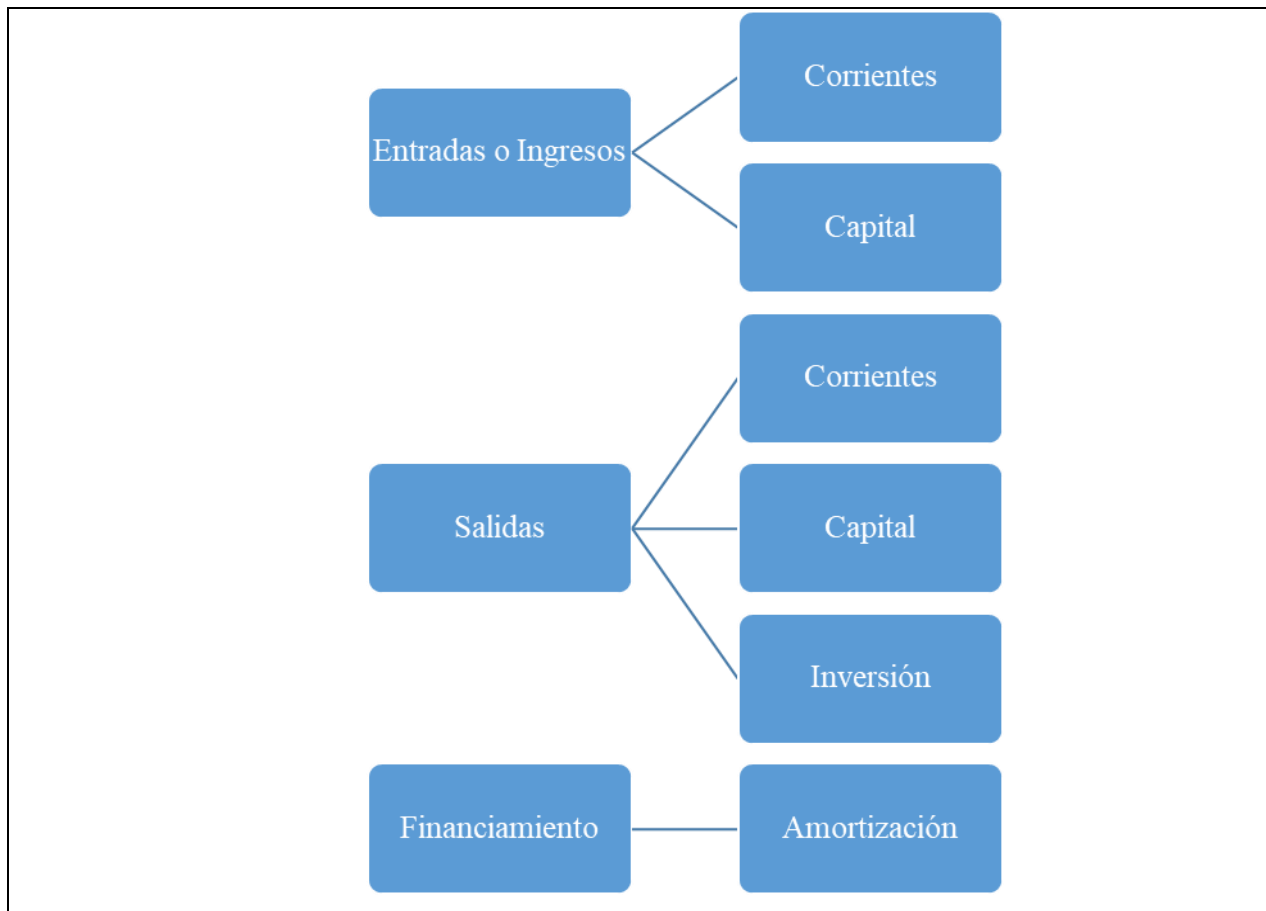 Entradas o Ingresos
Corrientes
Capital
Salidas
Corrientes
Capital
Inversión
Financiamiento
Amortización